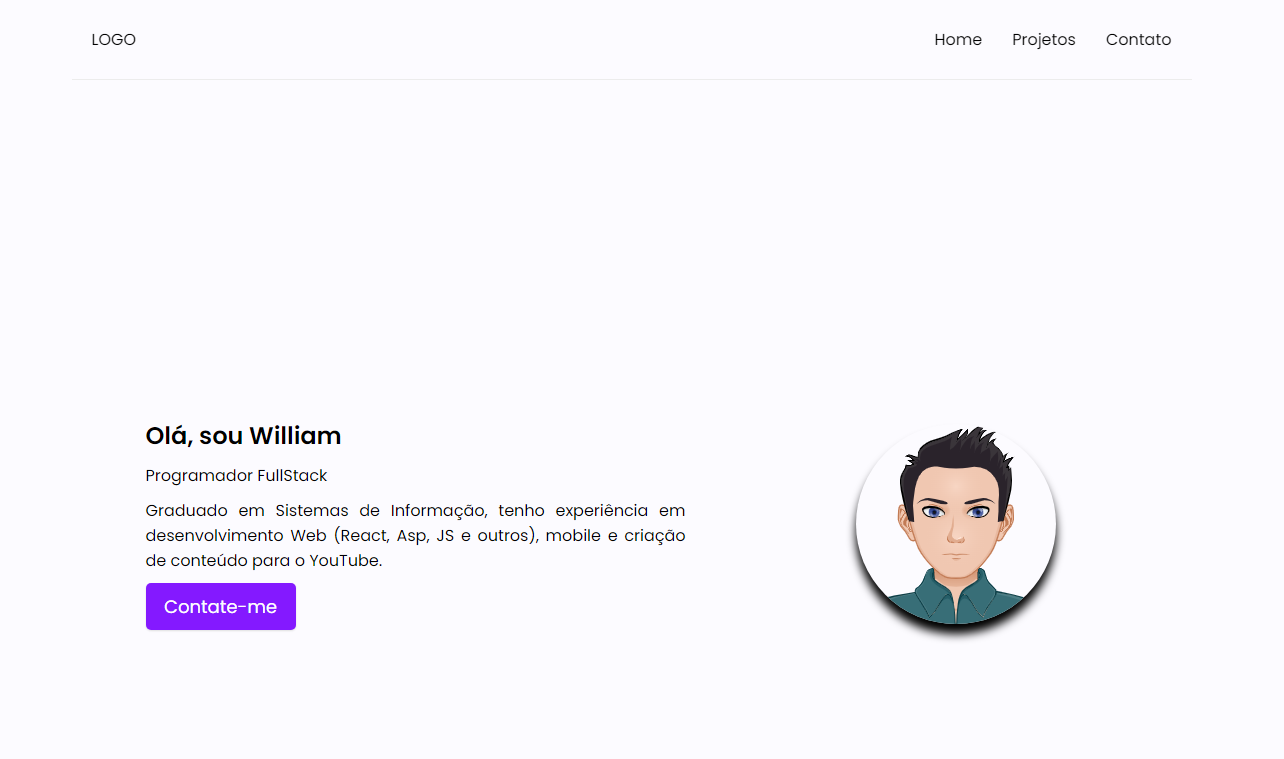 LOGO
Home Projetos Contato
Olá, sou William
Programador FullStack
Graduado em Sistemas de Informação, tenho experiência em
desenvolvimento Web (React, Asp, JS e outros), mobile e criação
de conteúdo para o YouTube.
Contate-me